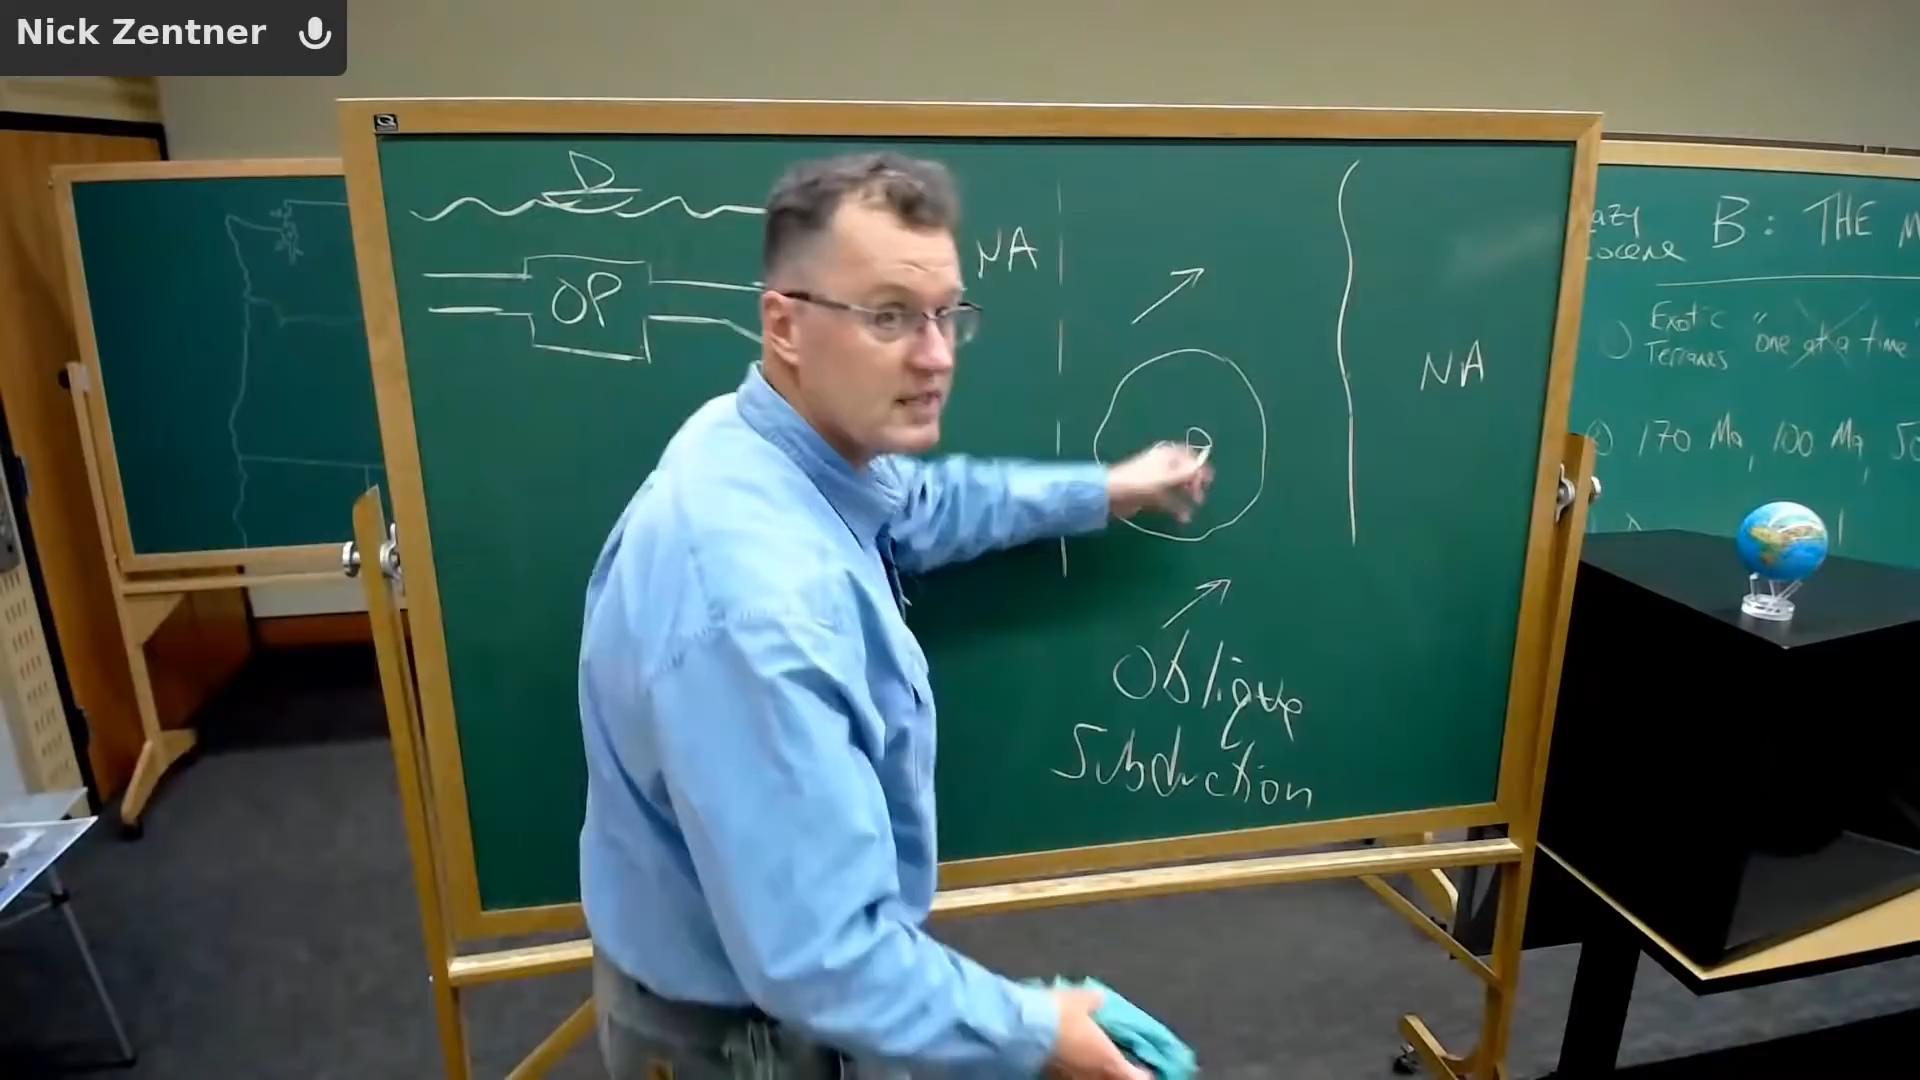 Nick Zentner
NA
OP
NA
Oblique
Subduction
B: THE
Exotic
Terranes
"one at a time"
170 Ma, 100 Ma,